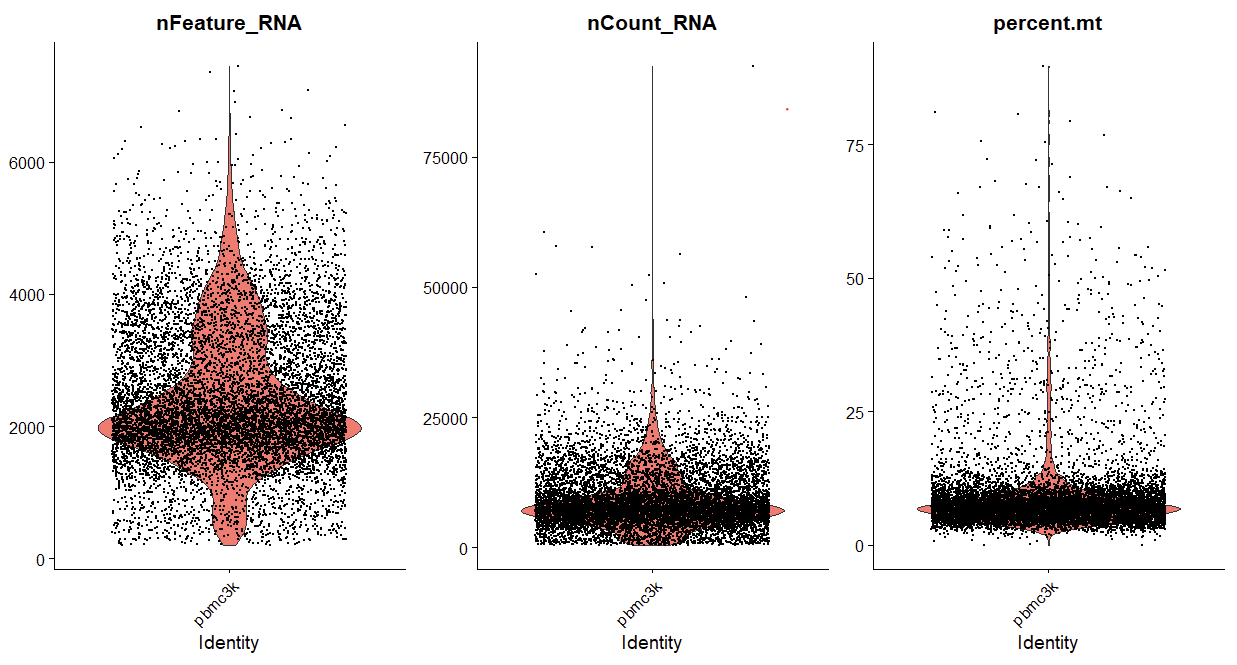 nFeature_RNA
6000
4000
2000
0
pbmc3k
Identity
nCount_RNA
75000
50000
25000
0
pbmc3k
Identity
percent.mt
75
50
25
0
pbmc3k
Identity